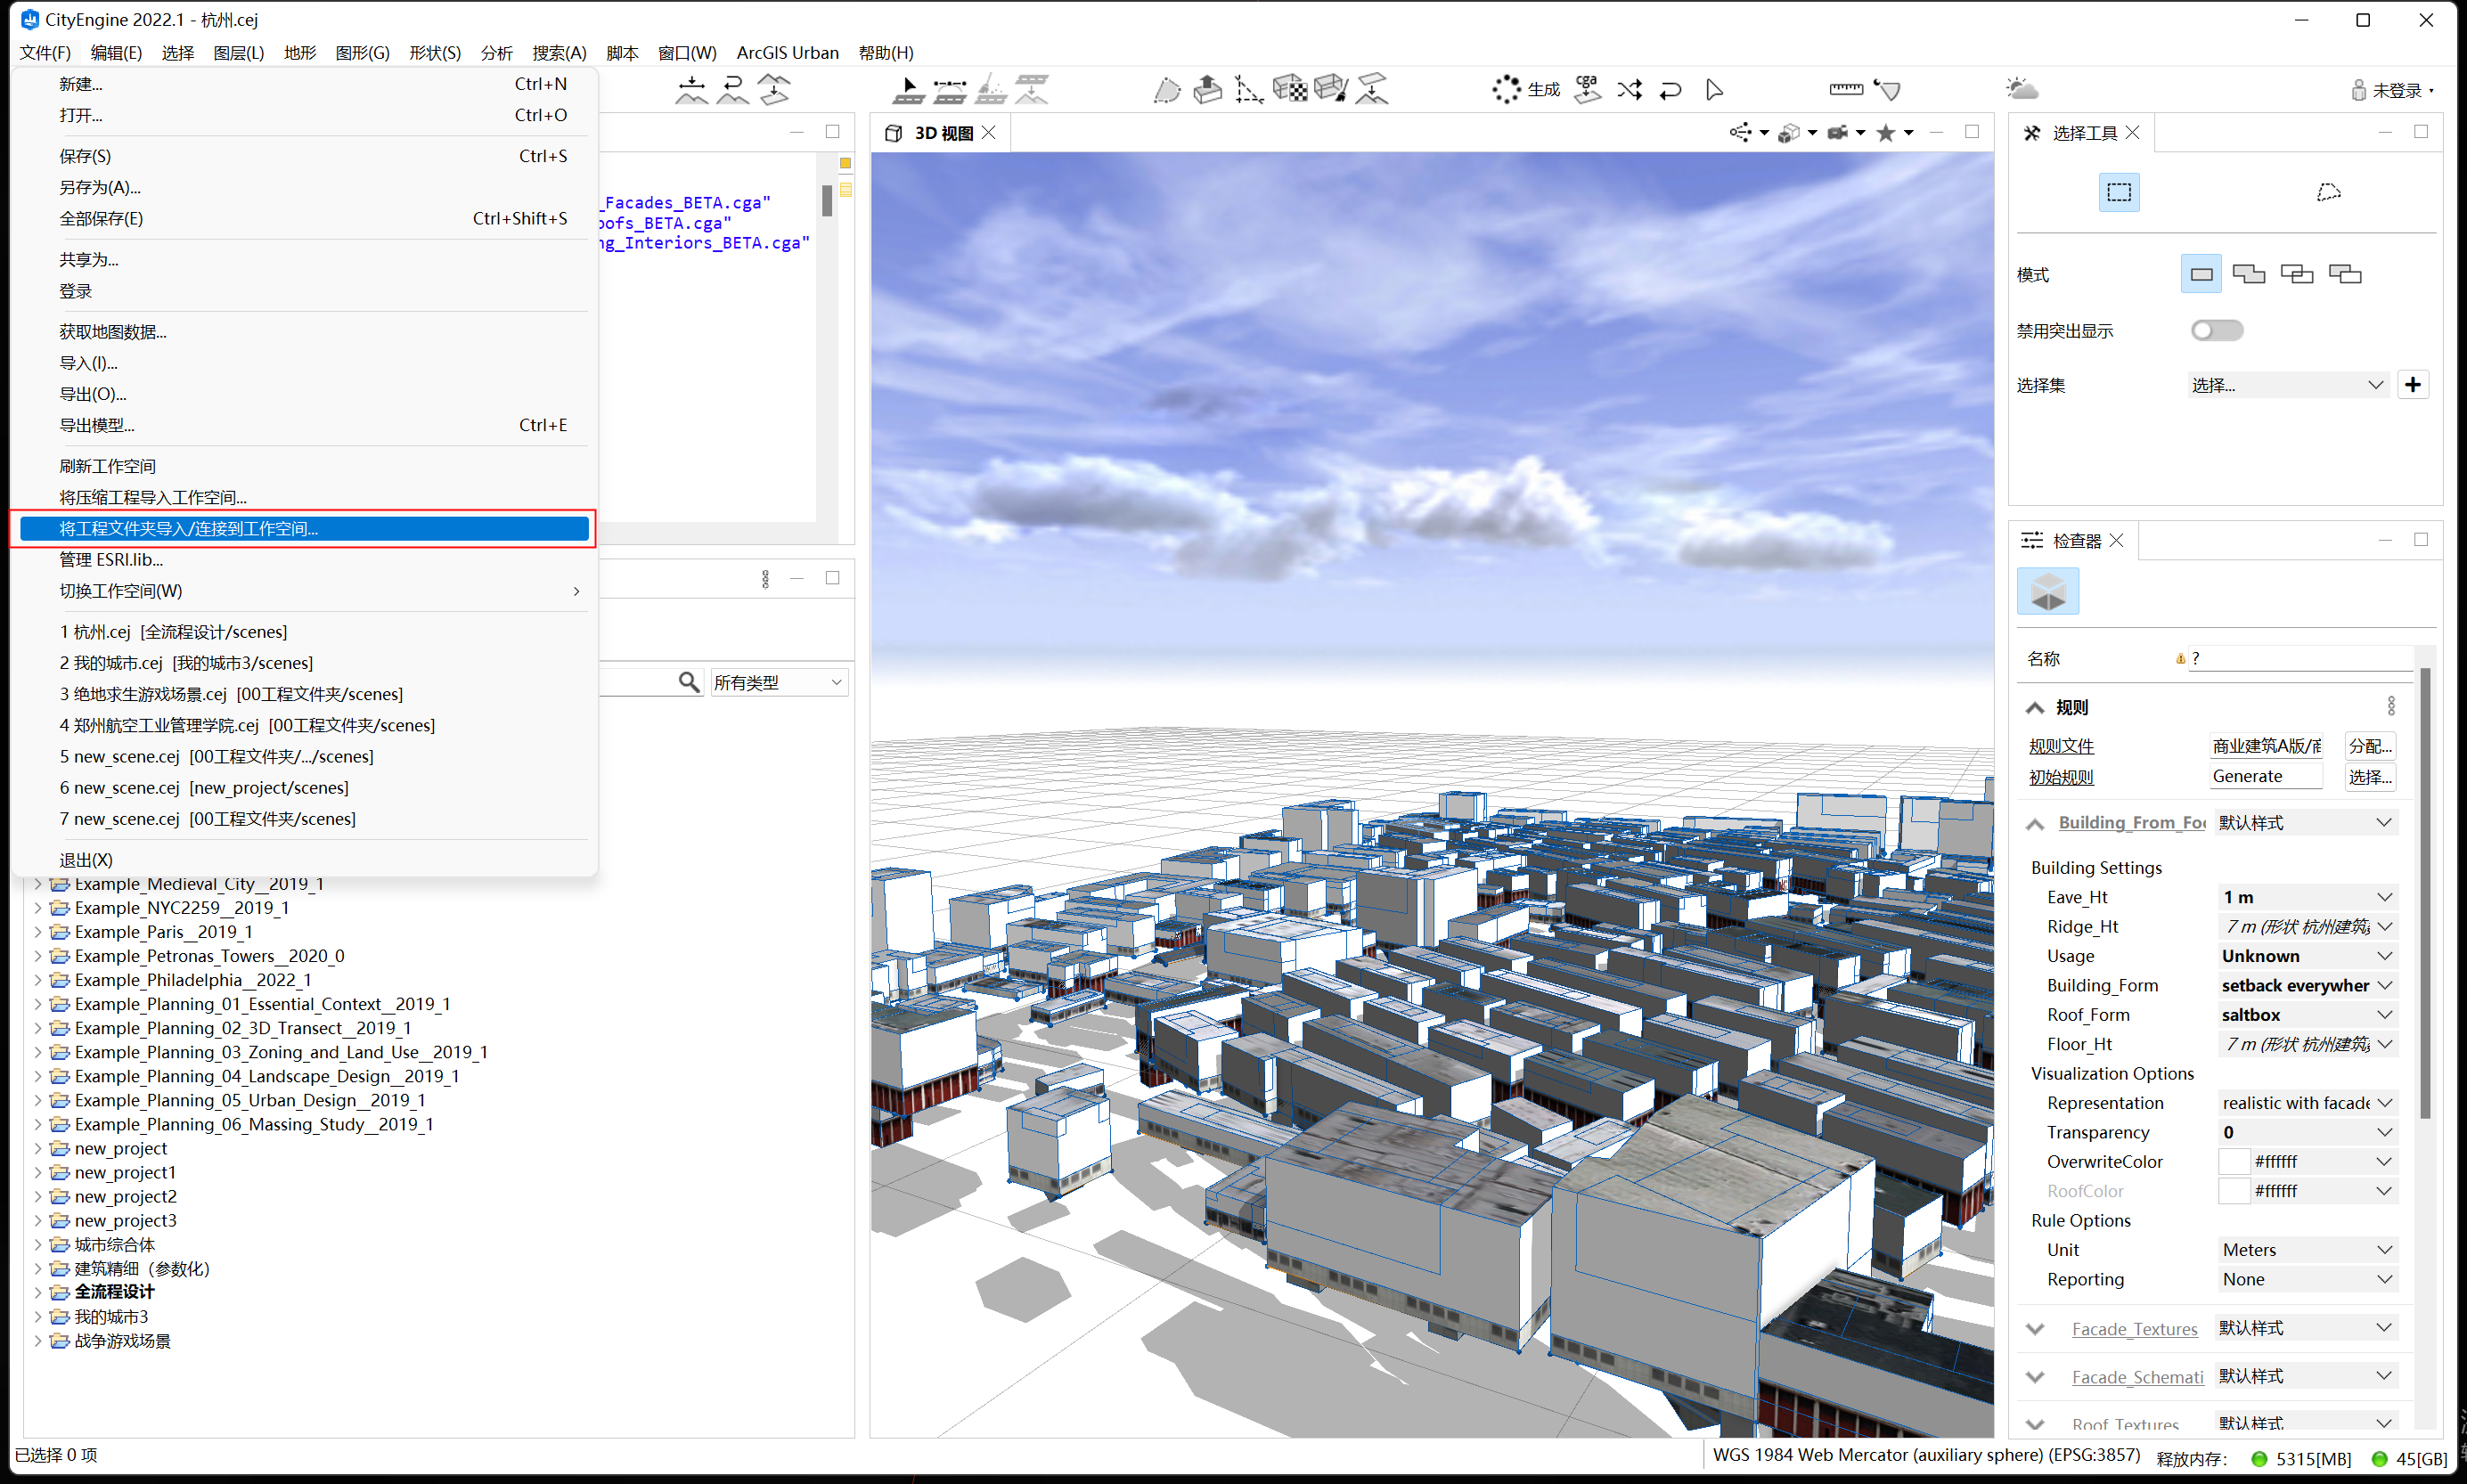 CityEngine 2022.1 - 杭州.cej
文件(F) 编辑(E) 选择 图层(L) 地形 图形(G) 形状(S) 分析 搜索(A) 脚本 窗口(W) ArcGIS Urban 帮助(H)
新建... Ctrl+N
打开... Ctrl+O
保存(S) Ctrl+S
另存为(A)...
全部保存(E) Ctrl+Shift+S
共享为...
登录
获取地图数据...
导入(I)...
导出(O)...
导出模型... Ctrl+E
刷新工作空间
将压缩工程导入工作空间...
将工程文件夹导入/连接到工作空间...
管理 ESRI.lib...
切换工作空间(W)
1 杭州.cej [全流程设计/scenes]
2 我的城市.cej [我的城市3/scenes]
3 绝地求生游戏场景.cej [00工程文件夹/scenes]
4 郑州航空工业管理学院.cej [00工程文件夹/scenes]
5 new_scene.cej [00工程文件夹/.../scenes]
6 new_scene.cej [new_project/scenes]
7 new_scene.cej [00工程文件夹/scenes]
退出(X)
生成
cga
未登录
_Facades_BETA.cga"
oofs_BETA.cga"
ng_Interiors_BETA.cga"
所有类型
Example_Medieval_City__2019_1
Example_NYC2259__2019_1
Example_Paris__2019_1
Example_Petronas_Towers__2020_0
Example_Philadelphia__2022_1
Example_Planning_01_Essential_Context__2019_1
Example_Planning_02_3D_Transect__2019_1
Example_Planning_03_Zoning_and_Land_Use__2019_1
Example_Planning_04_Landscape_Design__2019_1
Example_Planning_05_Urban_Design__2019_1
Example_Planning_06_Massing_Study__2019_1
new_project
new_project1
new_project2
new_project3
城市综合体
建筑精细（参数化）
全流程设计
我的城市3
战争游戏场景
3D 视图
选择工具
模式
禁用突出显示
选择集 选择...
检查器
名称 ?
规则
规则文件 商业建筑A版/商 分配...
初始规则 Generate 选择...
Building_From_Foo 默认样式
Building Settings
Eave_Ht 1 m
Ridge_Ht 7 m (形状 杭州建筑
Usage Unknown
Building_Form setback everywher
Roof_Form saltbox
Floor_Ht 7 m (形状 杭州建筑
Visualization Options
Representation realistic with facade
Transparency 0
OverwriteColor #ffffff
RoofColor #ffffff
Rule Options
Unit Meters
Reporting None
Facade_Textures 默认样式
Facade_Schemati 默认样式
Roof_Textures 默认样式
已选择 0 项
WGS 1984 Web Mercator (auxiliary sphere) (EPSG:3857) 释放内存: 5315[MB] 45[GB]